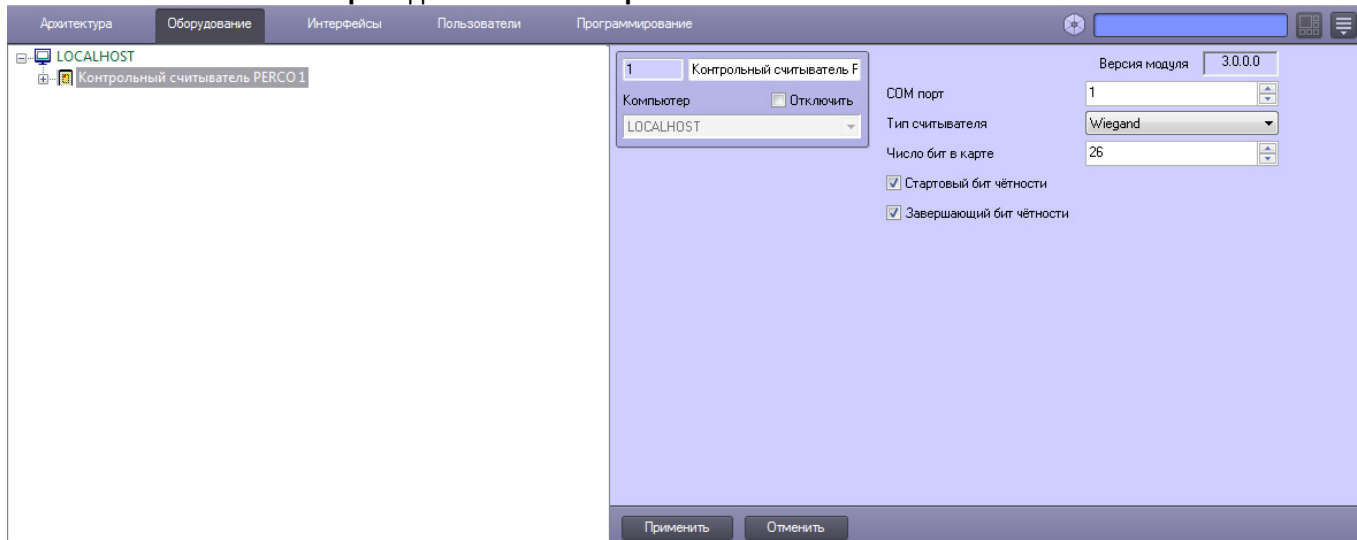 Архитектура Оборудование Интерфейсы Пользователи Программирование
LOCALHOST
Контрольный считыватель PERCO 1
1 Контрольный считыватель F
Компьютер Отключить
LOCALHOST
Версия модуля 3.0.0.0
COM порт 1
Тип считывателя Wiegand
Число бит в карте 26
Стартовый бит чётности
Завершающий бит чётности
Применить Отменить